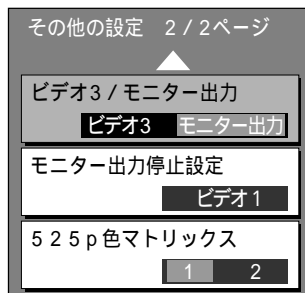 その他の設定 2/2ページ
ビデオ3/モニター出力
ビデオ3 モニター出力
モニター出力停止設定
ビデオ1
525p色マトリックス
1 2